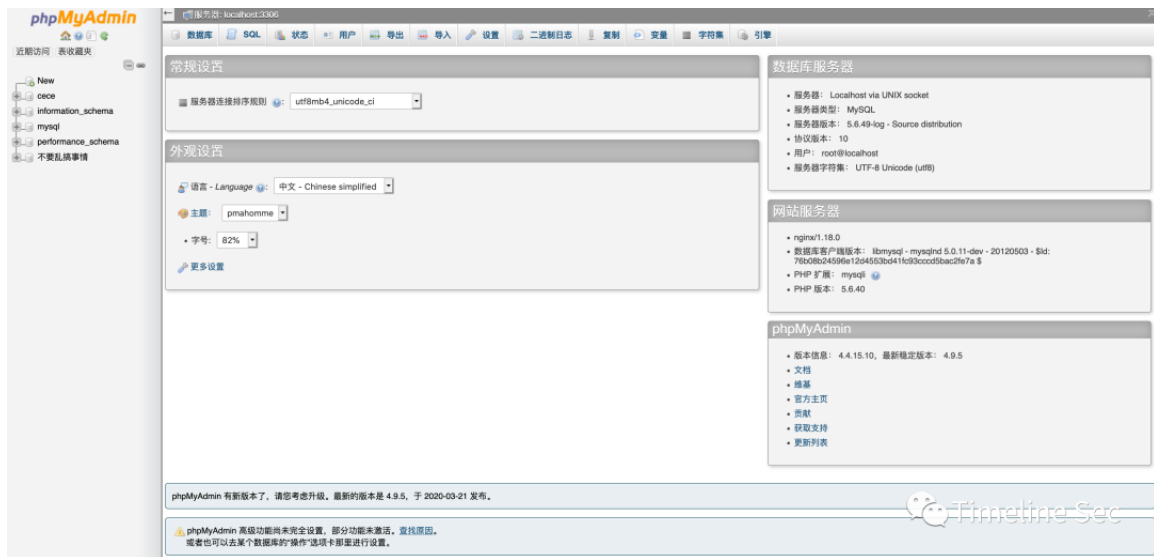 phpMyAdmin
服务器: localhost:3306
近期访问 表收藏夹
New
cece
information_schema
mysql
performance_schema
不要乱搞事情
数据库 SQL 状态 用户 导出 导入 设置 二进制日志 复制 变量 字符集 引擎
常规设置
服务器连接排序规则 : utf8mb4_unicode_ci
外观设置
语言 - Language : 中文 - Chinese simplified
主题: pmahomme
字号: 82%
更多设置
数据库服务器
服务器: Localhost via UNIX socket
服务器类型: MySQL
服务器版本: 5.6.49-log - Source distribution
协议版本: 10
用户: root@localhost
服务器字符集: UTF-8 Unicode (utf8)
网站服务器
nginx/1.18.0
数据库客户端版本: libmysql - mysqlnd 5.0.11-dev - 20120503 - $Id:
76b08b24596e12d4553bd41fc93cccd5bac2fe7a $
PHP 扩展: mysqli
PHP 版本: 5.6.40
phpMyAdmin
版本信息: 4.4.15.10, 最新稳定版本: 4.9.5
文档
维基
官方主页
贡献
获取支持
更新列表
phpMyAdmin 有新版本了，请您考虑升级。最新的版本是 4.9.5，于 2020-03-21 发布。
phpMyAdmin 高级功能尚未完全设置，部分功能未激活。查找原因。
或者也可以去某个数据库的“操作”选项卡那里进行设置。
Timeline Sec